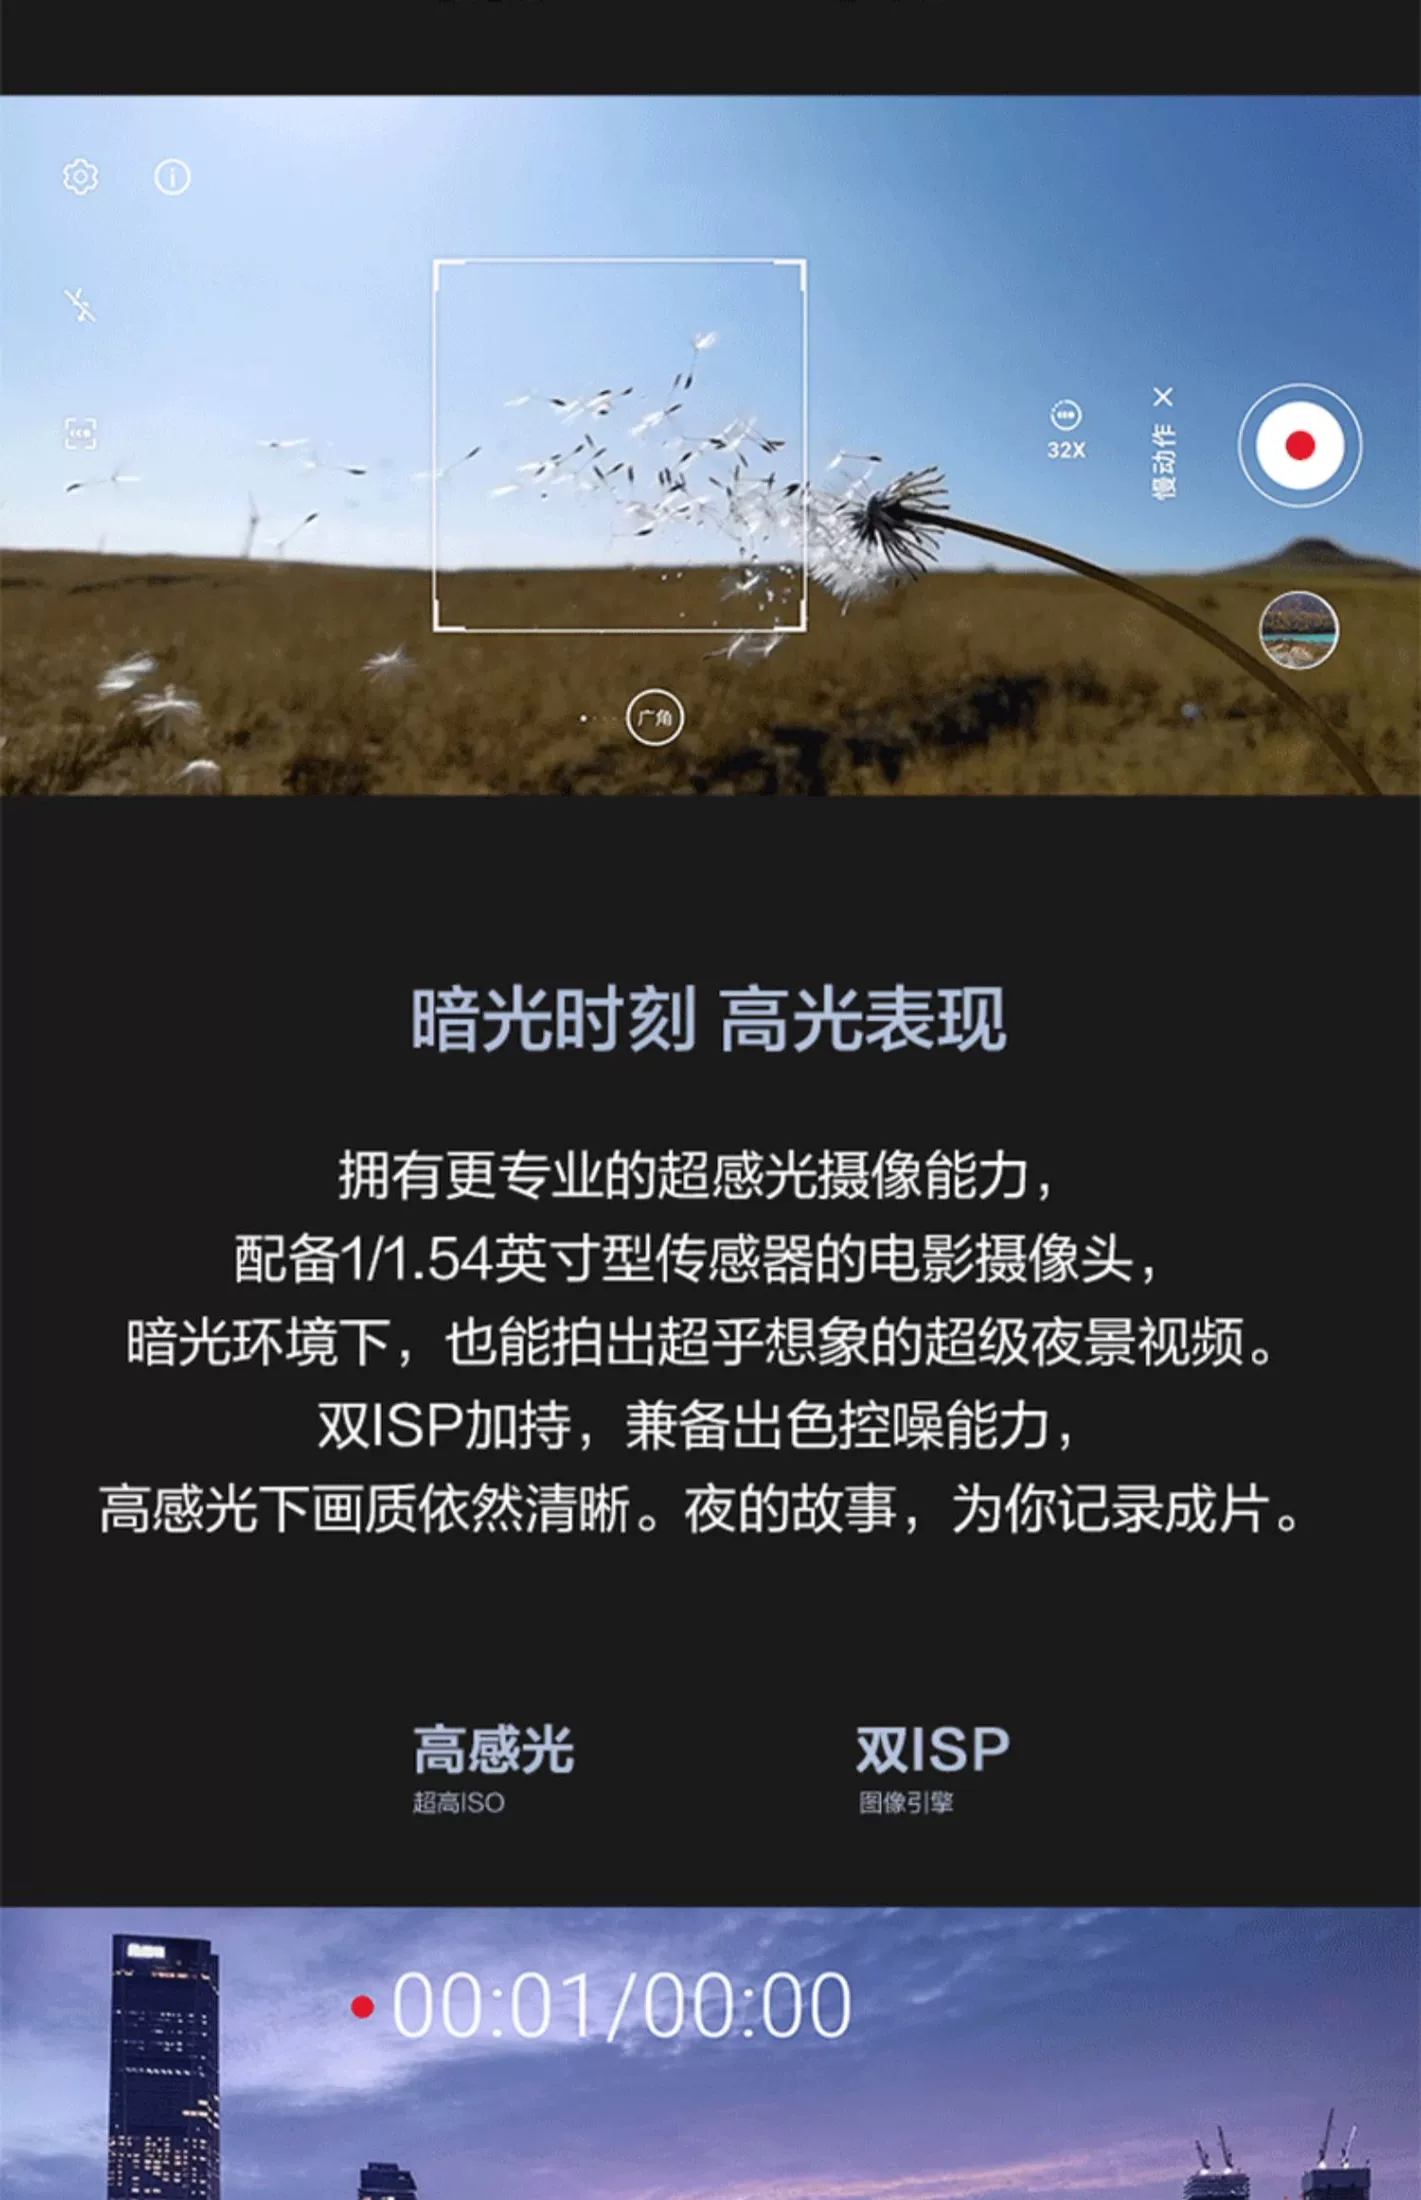 32X
慢动作 ×
广角
暗光时刻 高光表现
拥有更专业的超感光摄像能力，
配备1/1.54英寸型传感器的电影摄像头，
暗光环境下，也能拍出超乎想象的超级夜景视频。
双ISP加持，兼备出色控噪能力，
高感光下画质依然清晰。夜的故事，为你记录成片。
高感光
超高ISO
双ISP
图像引擎
00:01/00:00